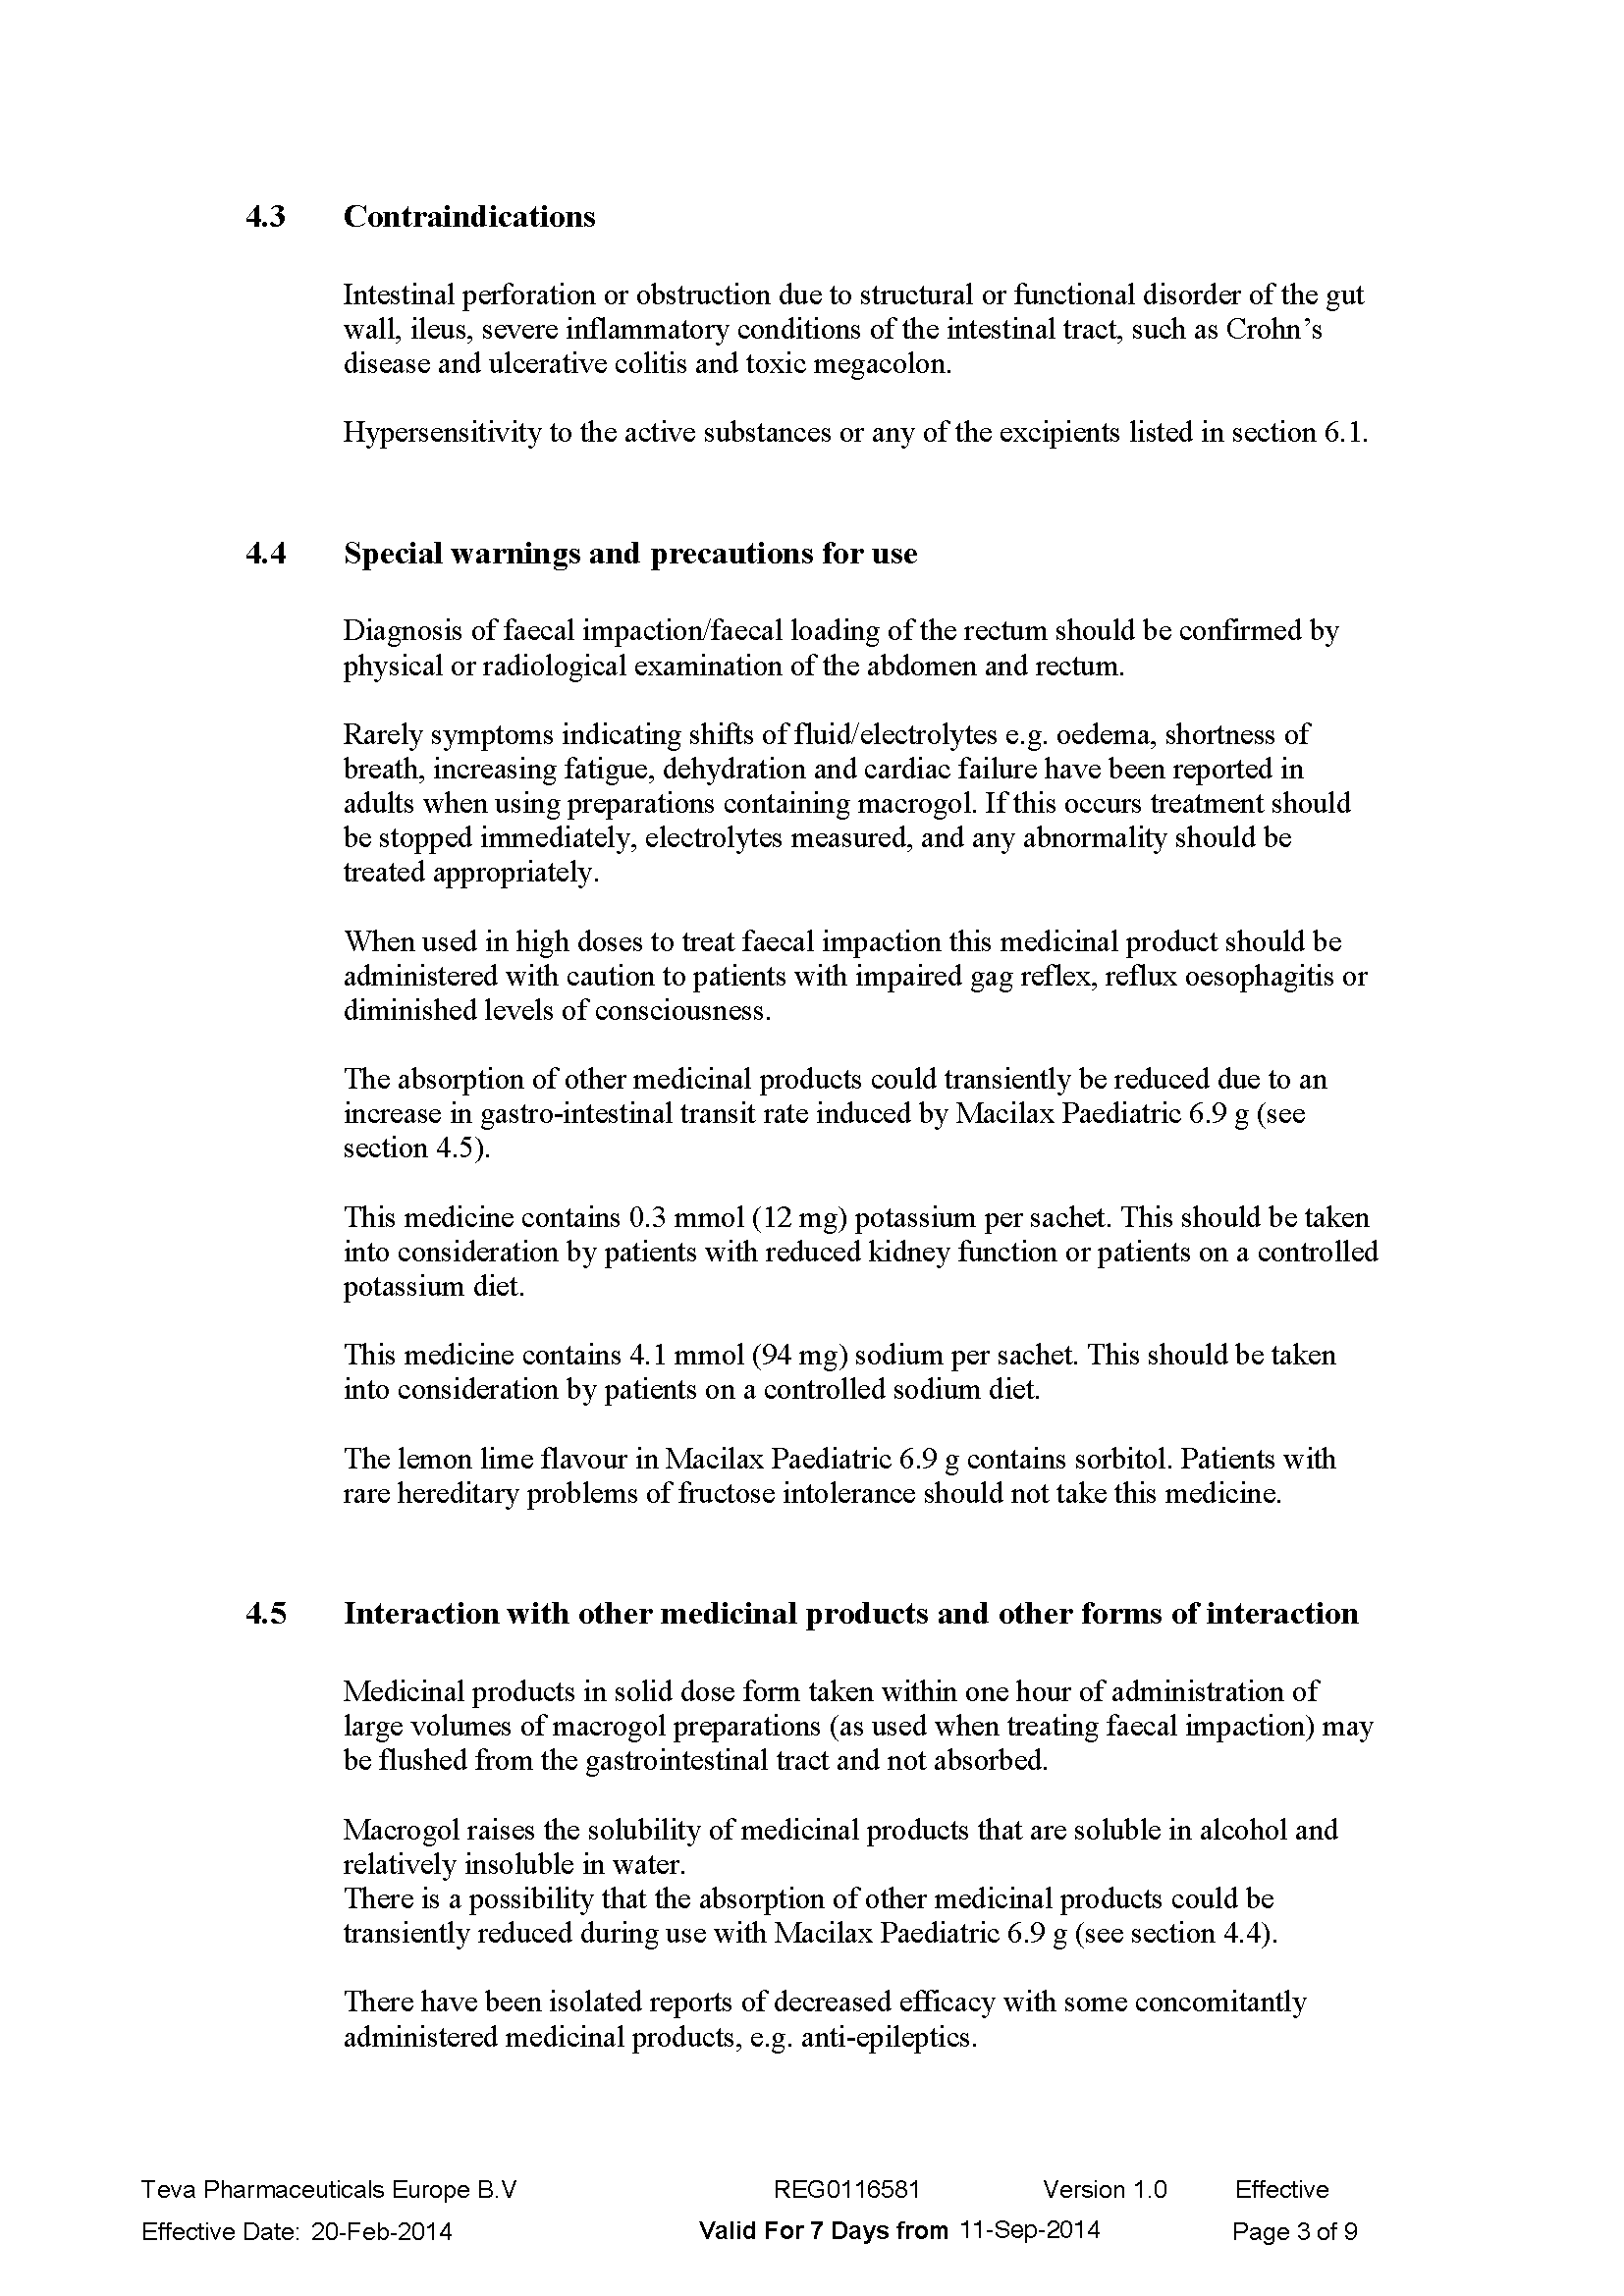 4.3 Contraindications
Intestinal perforation or obstruction due to structural or functional disorder of the gut
wall, ileus, severe inflammatory conditions of the intestinal tract, such as Crohn’s
disease and ulcerative colitis and toxic megacolon.
Hypersensitivity to the active substances or any of the excipients listed in section 6.1.
4.4 Special warnings and precautions for use
Diagnosis of faecal impaction/faecal loading of the rectum should be confirmed by
physical or radiological examination of the abdomen and rectum.
Rarely symptoms indicating shifts of fluid/electrolytes e.g. oedema, shortness of
breath, increasing fatigue, dehydration and cardiac failure have been reported in
adults when using preparations containing macrogol. If this occurs treatment should
be stopped immediately, electrolytes measured, and any abnormality should be
treated appropriately.
When used in high doses to treat faecal impaction this medicinal product should be
administered with caution to patients with impaired gag reflex, reflux oesophagitis or
diminished levels of consciousness.
The absorption of other medicinal products could transiently be reduced due to an
increase in gastro-intestinal transit rate induced by Macilax Paediatric 6.9 g (see
section 4.5).
This medicine contains 0.3 mmol (12 mg) potassium per sachet. This should be taken
into consideration by patients with reduced kidney function or patients on a controlled
potassium diet.
This medicine contains 4.1 mmol (94 mg) sodium per sachet. This should be taken
into consideration by patients on a controlled sodium diet.
The lemon lime flavour in Macilax Paediatric 6.9 g contains sorbitol. Patients with
rare hereditary problems of fructose intolerance should not take this medicine.
4.5 Interaction with other medicinal products and other forms of interaction
Medicinal products in solid dose form taken within one hour of administration of
large volumes of macrogol preparations (as used when treating faecal impaction) may
be flushed from the gastrointestinal tract and not absorbed.
Macrogol raises the solubility of medicinal products that are soluble in alcohol and
relatively insoluble in water.
There is a possibility that the absorption of other medicinal products could be
transiently reduced during use with Macilax Paediatric 6.9 g (see section 4.4).
There have been isolated reports of decreased efficacy with some concomitantly
administered medicinal products, e.g. anti-epileptics.
Teva Pharmaceuticals Europe B.V REG0116581 Version 1.0 Effective
Effective Date: 20-Feb-2014 Valid For 7 Days from 11-Sep-2014 Page 3 of 9